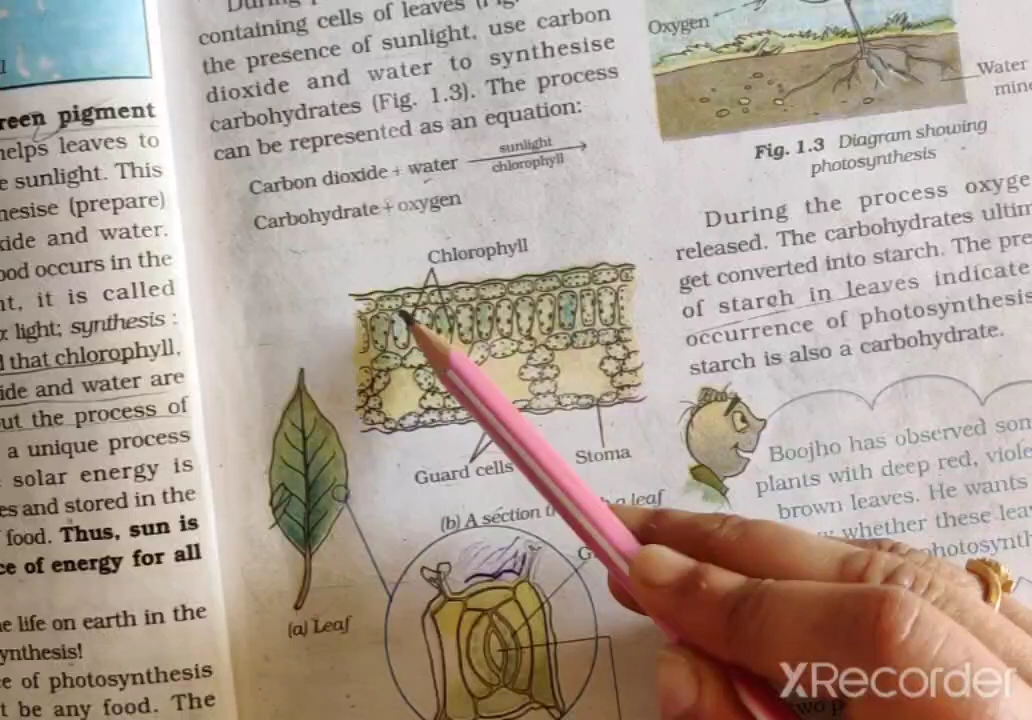 reen pigment
helps leaves to
e sunlight. This
nesise (prepare)
xide and water.
ood occurs in the
nt, it is called
light; synthesis :
d that chlorophyll,
ide and water are
ut the process of
a unique process
solar energy is
es and stored in the
food. Thus, sun is
ce of energy for all
e life on earth in the
ynthesis!
ce of photosynthesis
t be any food. The
containing cells of leaves
the presence of sunlight, use carbon
dioxide and water to synthesise
carbohydrates (Fig. 1.3). The process
can be represented as an equation:
Carbon dioxide + water sunlight
chlorophyll
Carbohydrate + oxygen
Chlorophyll
Guard cells
Stoma
(b) A section t a leaf
(a) Leaf
G
Oxygen
Water
mine
Fig. 1.3 Diagram showing
photosynthesis
During the process oxyge
released. The carbohydrates ultim
get converted into starch. The pre
of starch in leaves indicate
occurrence of photosynthesis
starch is also a carbohydrate.
Boojho has observed som
plants with deep red, viole
brown leaves. He wants
whether these lea
photosynth
two p
XRecorder